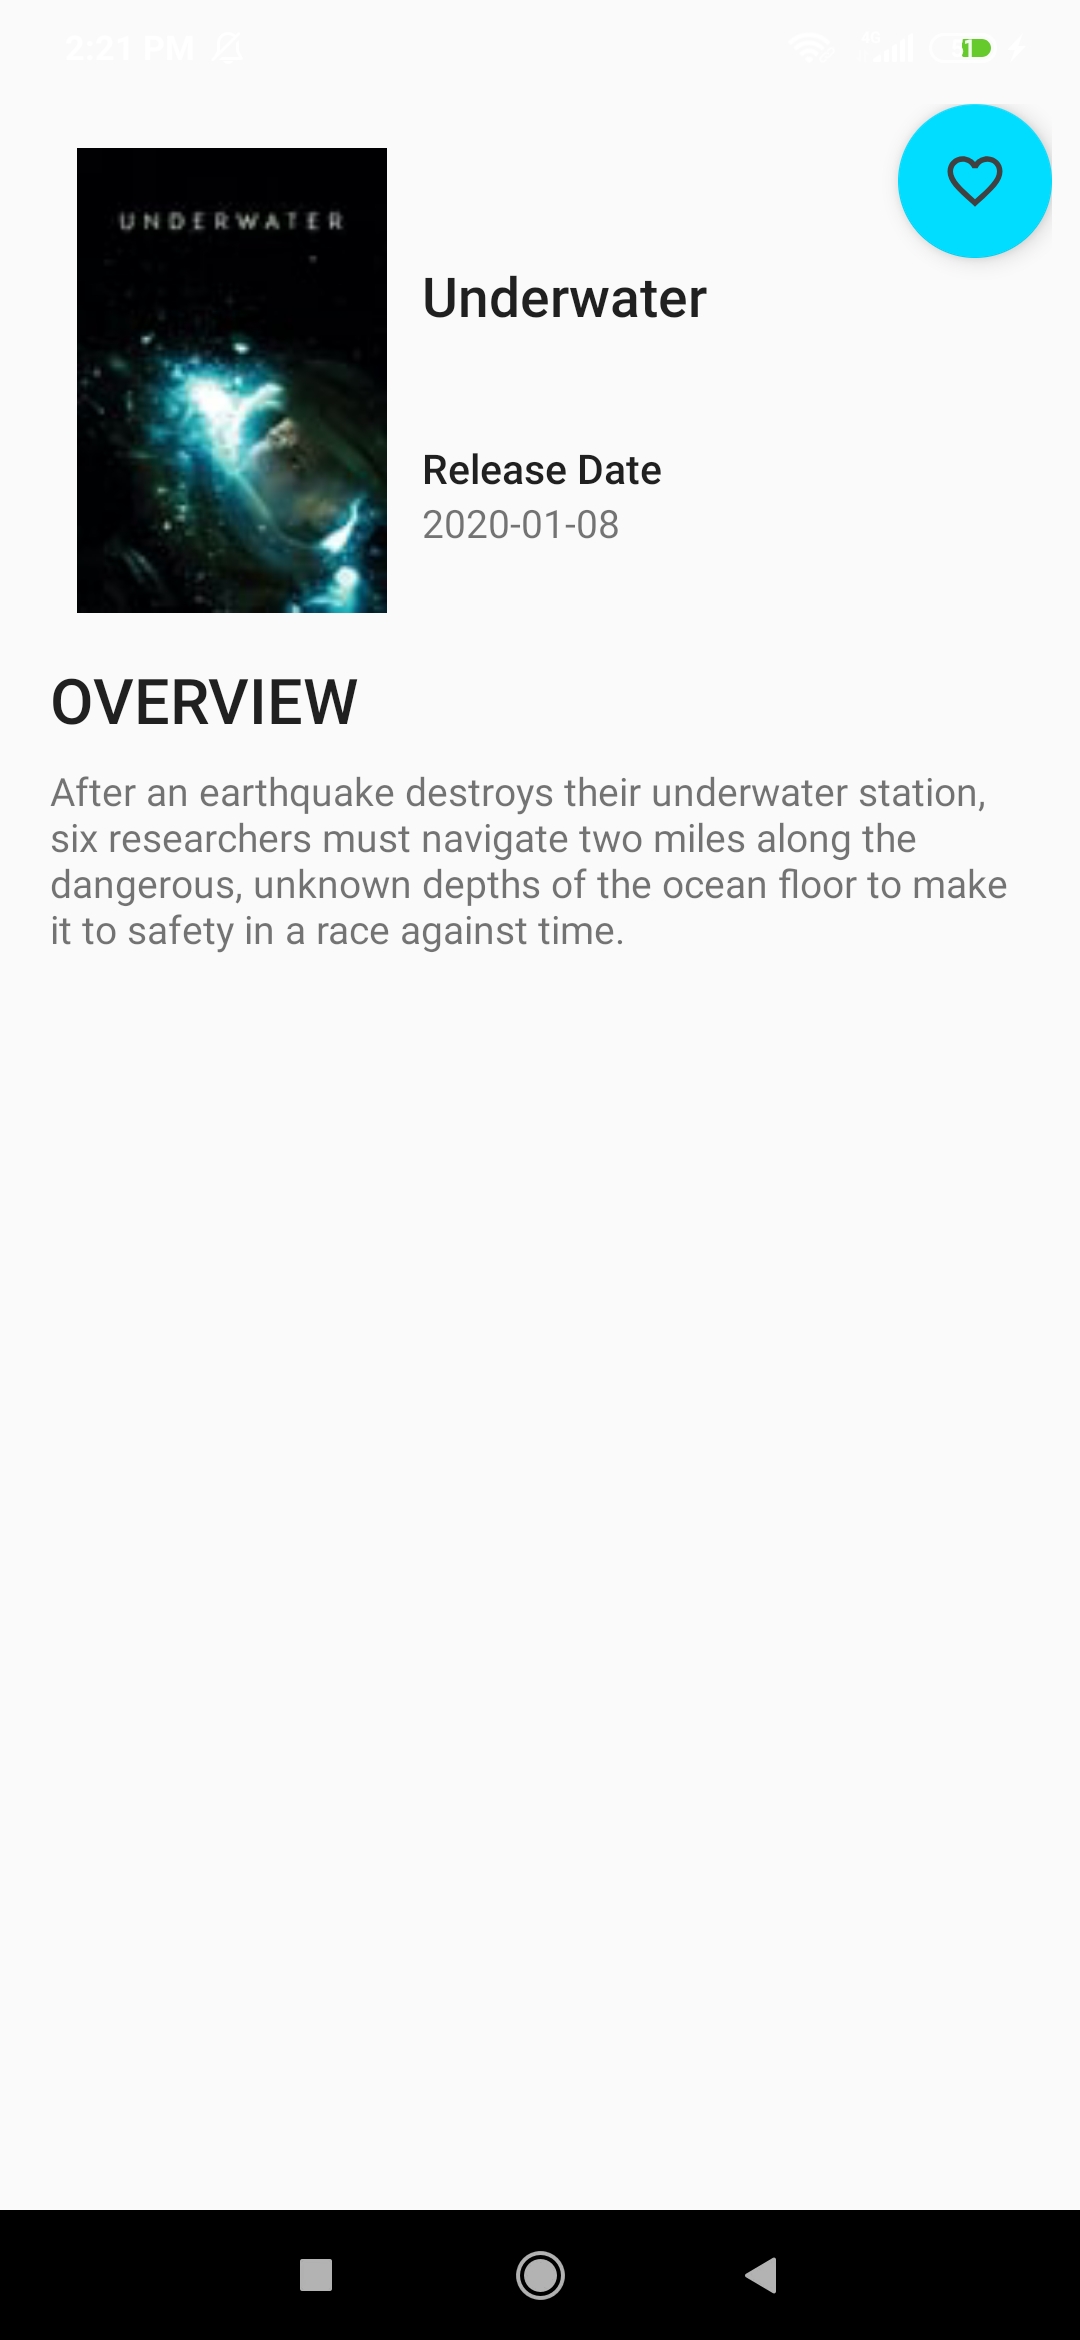 2:21 PM
4G
UNDERWATER
Underwater
Release Date
2020-01-08
OVERVIEW
After an earthquake destroys their underwater station,
six researchers must navigate two miles along the
dangerous, unknown depths of the ocean floor to make
it to safety in a race against time.